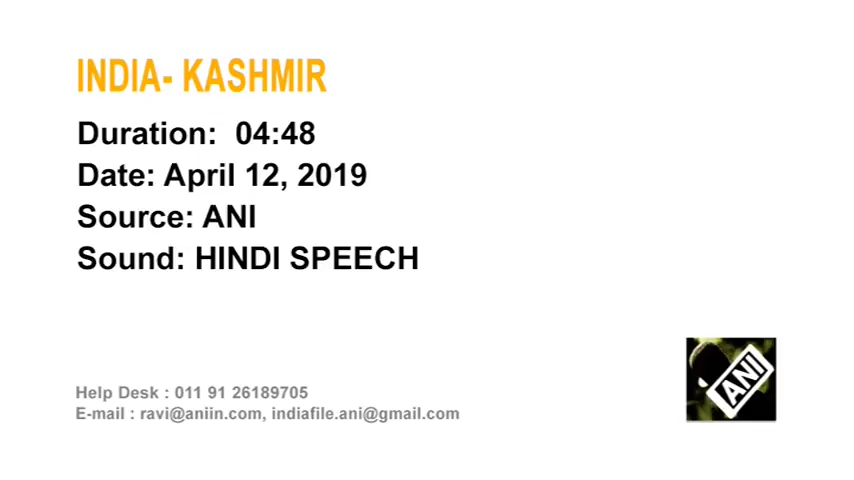 INDIA- KASHMIR
Duration:  04:48
Date: April 12, 2019
Source: ANI
Sound: HINDI SPEECH
Help Desk : 011 91 26189705
E-mail : ravi@aniin.com, indiafile.ani@gmail.com
ANI